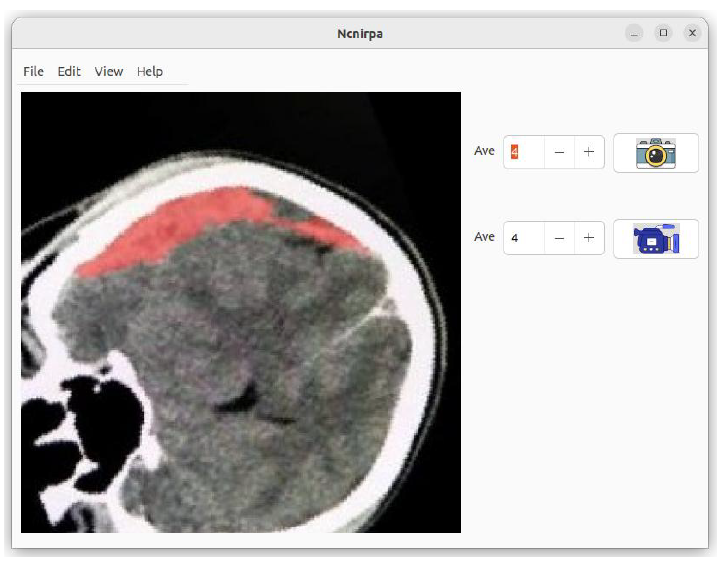 Ncnirpa
File Edit View Help
Ave 4 − +
Ave 4 − +